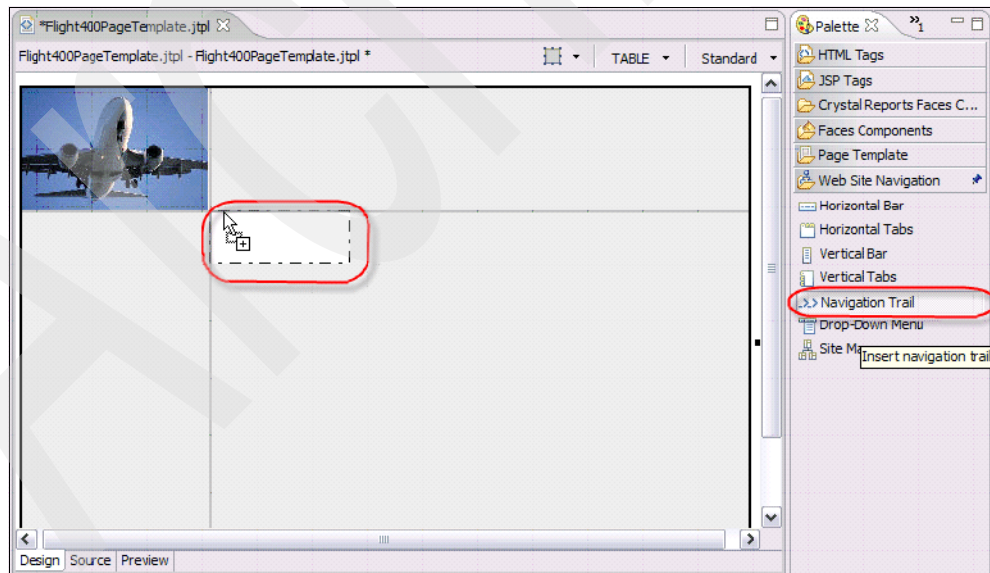 *Flight400PageTemplate.jtpl
Flight400PageTemplate.jtpl - Flight400PageTemplate.jtpl *
TABLE
Standard
Design
Source
Preview
Palette
»1
HTML Tags
JSP Tags
Crystal Reports Faces C...
Faces Components
Page Template
Web Site Navigation
Horizontal Bar
Horizontal Tabs
Vertical Bar
Vertical Tabs
Navigation Trail
Drop-Down Menu
Site
Insert navigation trail